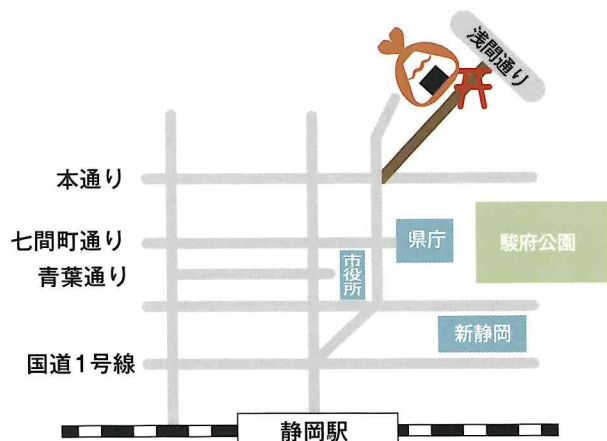 浅間通り
本通り
七間町通り
県庁
駿府公園
青葉通り
市役所
新静岡
国道1号線
静岡駅